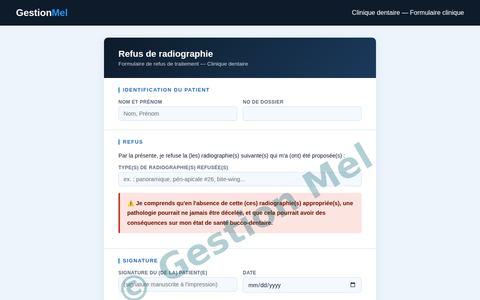 GestionMel
Clinique dentaire — Formulaire clinique
Refus de radiographie
Formulaire de refus de traitement — Clinique dentaire
IDENTIFICATION DU PATIENT
NOM ET PRÉNOM
NO DE DOSSIER
Nom, Prénom
REFUS
Par la présente, je refuse la (les) radiographie(s) suivante(s) qui m'a (ont) été proposée(s) :
TYPE(S) DE RADIOGRAPHIE(S) REFUSÉE(S)
ex. : panoramique, péri-apicale #26, bite-wing...
⚠️ Je comprends qu'en l'absence de cette (ces) radiographie(s) appropriée(s), une
pathologie pourrait ne jamais être décelée, et que cela pourrait avoir des
conséquences sur mon état de santé bucco-dentaire.
SIGNATURE
SIGNATURE DU (DE LA) PATIENT(E)
DATE
(signature manuscrite à l'impression)
mm/dd/yyyy
© Gestion Mel